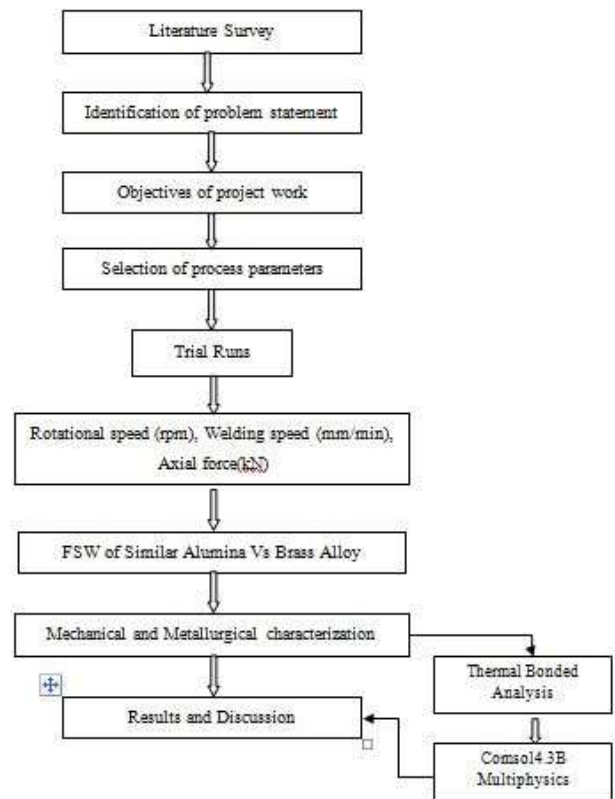 Literature Survey
Identification of problem statement
Objectives of project work
Selection of process parameters
Trial Runs
Rotational speed (rpm), Welding speed (mm/min),
Axial force(kN)
FSW of Similar Alumina Vs Brass Alloy
Mechanical and Metallurgical characterization
Thermal Bonded
Analysis
Results and Discussion
Comsol4.3B
Multiphysics